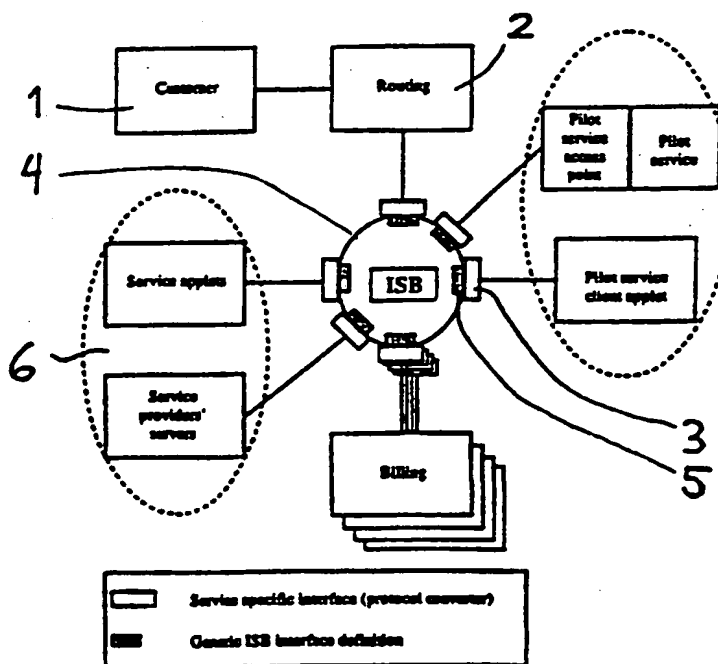 1
Customer
Routing
2
4
Pilot
service
access
point
Pilot
service
Service applets
ISB
Pilot service
client applet
6
Service
providers'
servers
3
5
Billing
Service specific interface (protocol converter)
Generic ISB interface definition